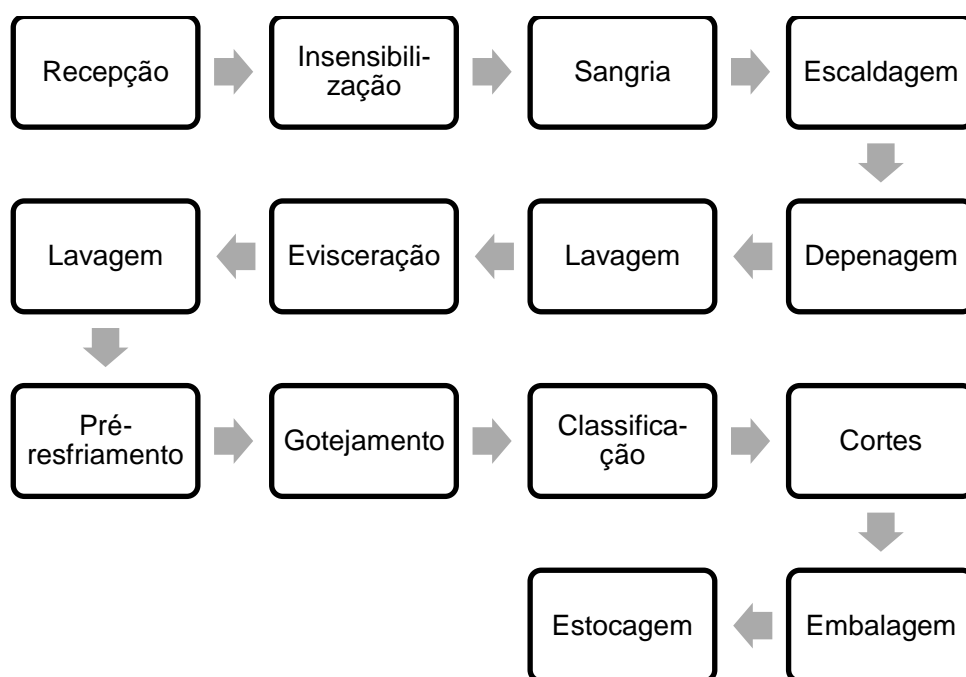 Recepção
Insensibili-
zação
Sangria
Escaldagem
Depenagem
Lavagem
Evisceração
Lavagem
Pré-
resfriamento
Gotejamento
Classifica-
ção
Cortes
Embalagem
Estocagem